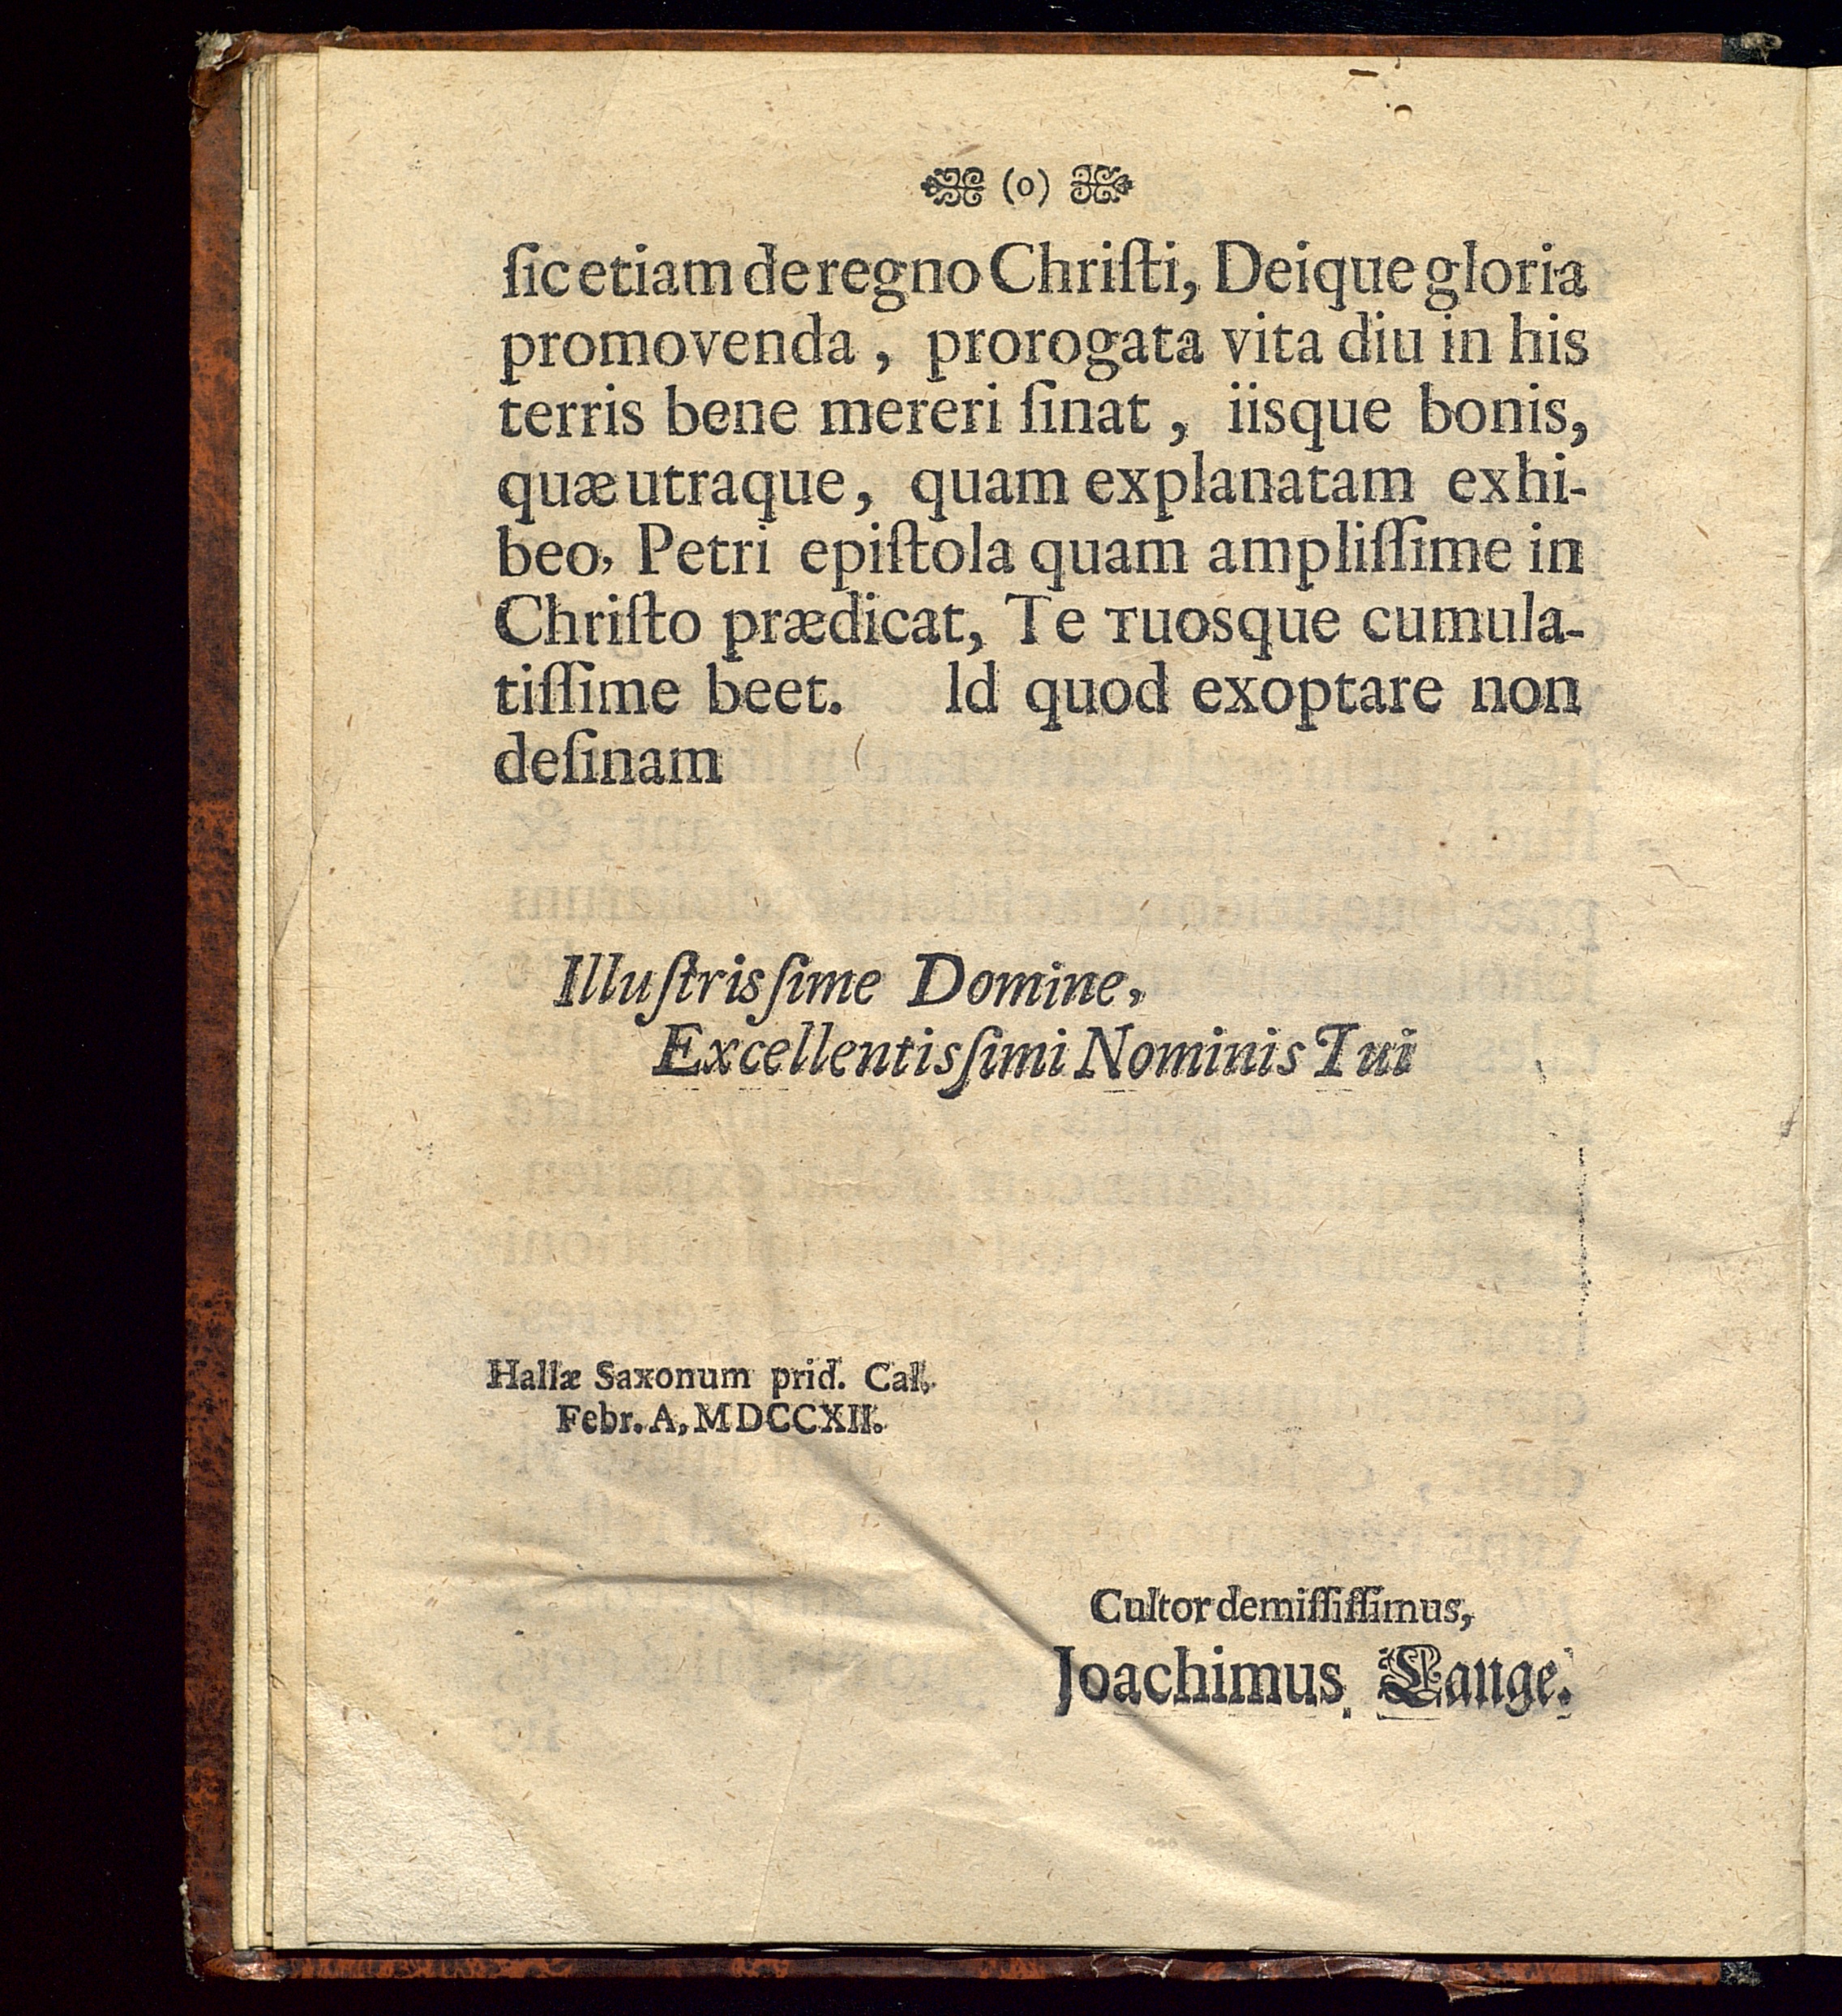 (o)
ſic etiam de regno Chriſti, Deique gloria
promovenda, prorogata vita diu in his
terris bene mereri ſinat, iisque bonis,
quæ utraque, quam explanatam exhi-
beo, Petri epiſtola quam ampliſſime in
Chriſto prædicat, Te Tuosque cumula-
tiſſime beet. Id quod exoptare non
deſinam
Illuſtrisſime Domine,
Excellentisſimi Nominis Tui
Hallæ Saxonum prid. Cal.
Febr. A, MDCCXII.
Cultor demiſſiſſimus,
Joachimus Lange.